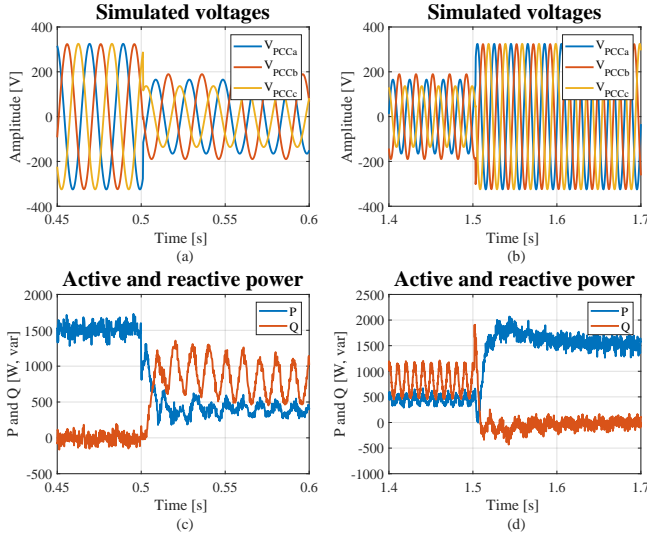 Simulated voltages
400
200
0
-200
-400
Amplitude [V]
V_PCCa
V_PCCb
V_PCCc
0.45
0.5
0.55
0.6
Time [s]
(a)
Simulated voltages
400
200
0
-200
-400
Amplitude [V]
V_PCCa
V_PCCb
V_PCCc
1.4
1.5
1.6
1.7
Time [s]
(b)
Active and reactive power
2000
1500
1000
500
0
-500
P and Q [W, var]
P
Q
0.45
0.5
0.55
0.6
Time [s]
(c)
Active and reactive power
2500
2000
1500
1000
500
0
-500
-1000
P and Q [W, var]
P
Q
1.4
1.5
1.6
1.7
Time [s]
(d)